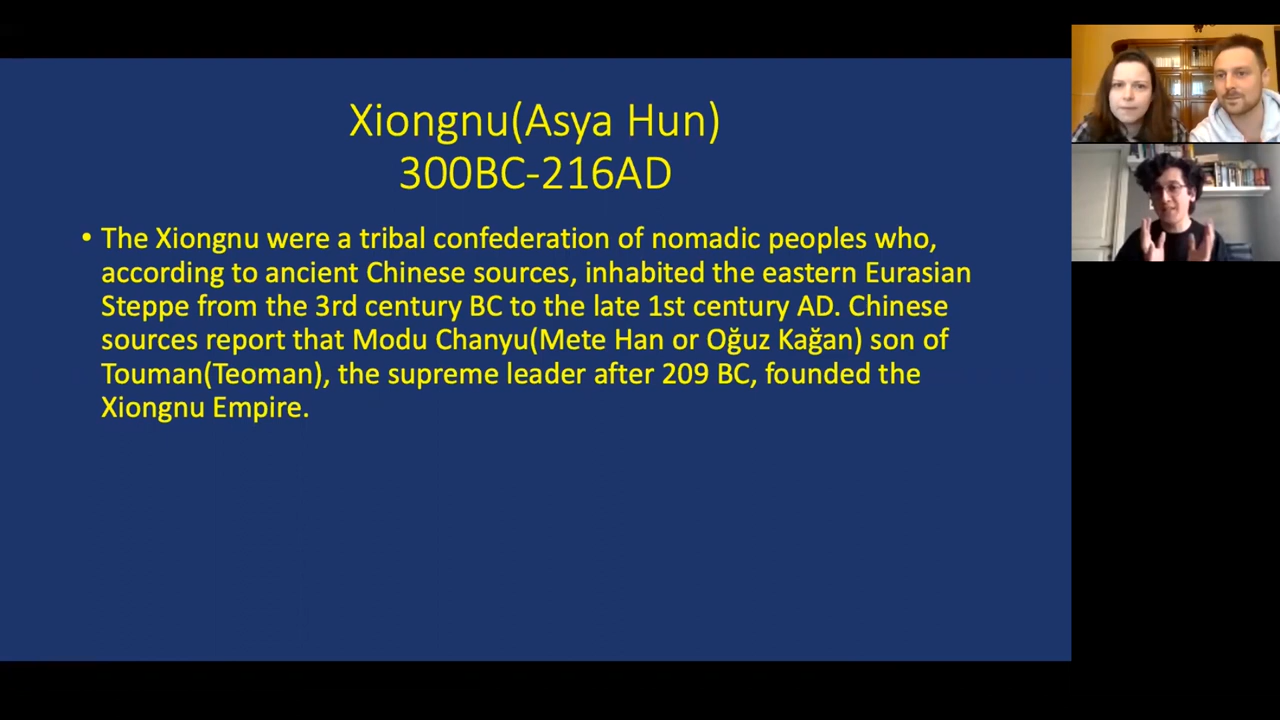 Xiongnu(Asya Hun)
300BC-216AD
• The Xiongnu were a tribal confederation of nomadic peoples who,
according to ancient Chinese sources, inhabited the eastern Eurasian
Steppe from the 3rd century BC to the late 1st century AD. Chinese
sources report that Modu Chanyu(Mete Han or Oğuz Kağan) son of
Touman(Teoman), the supreme leader after 209 BC, founded the
Xiongnu Empire.